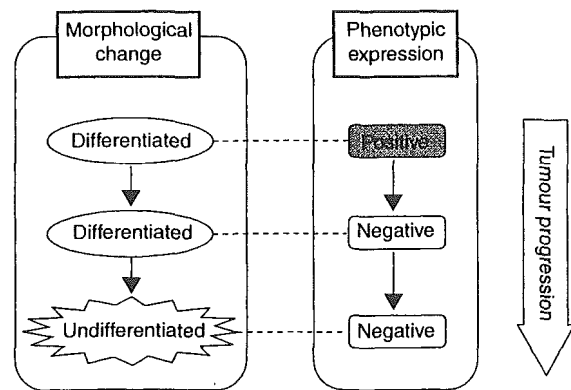 Morphological
change
Phenotypic
expression
Differentiated
Positive
Differentiated
Negative
Undifferentiated
Negative
Tumour progression